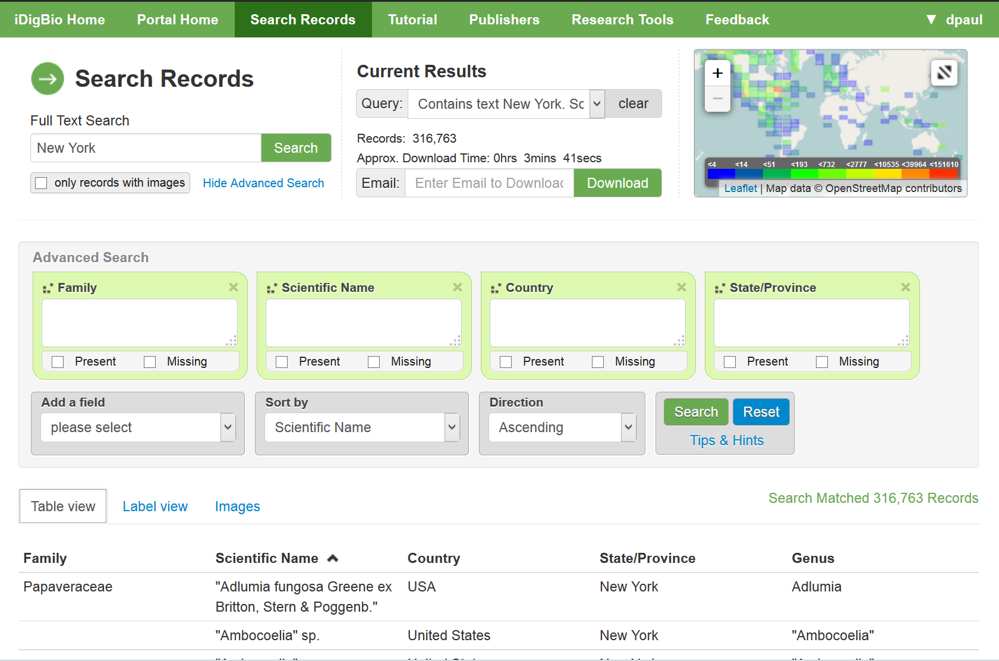 iDigBio Home Portal Home Search Records Tutorial Publishers Research Tools Feedback ▼ dpaul
Search Records
Full Text Search
New York Search
only records with images Hide Advanced Search
Current Results
Query: Contains text New York. Sc clear
Records: 316,763
Approx. Download Time: 0hrs 3mins 41secs
Email: Enter Email to Download Download
+
−
<4 <14 <51 <193 <732 <2777 <10535 <39964 <151610
Leaflet | Map data © OpenStreetMap contributors
Advanced Search
Family Scientific Name Country State/Province
Present Missing Present Missing Present Missing Present Missing
Add a field Sort by Direction
please select Scientific Name Ascending Search Reset
Tips & Hints
Table view Label view Images Search Matched 316,763 Records
Family Scientific Name Country State/Province Genus
Papaveraceae "Adlumia fungosa Greene ex USA New York Adlumia
Britton, Stern & Poggenb."
"Ambocoelia" sp. United States New York "Ambocoelia"